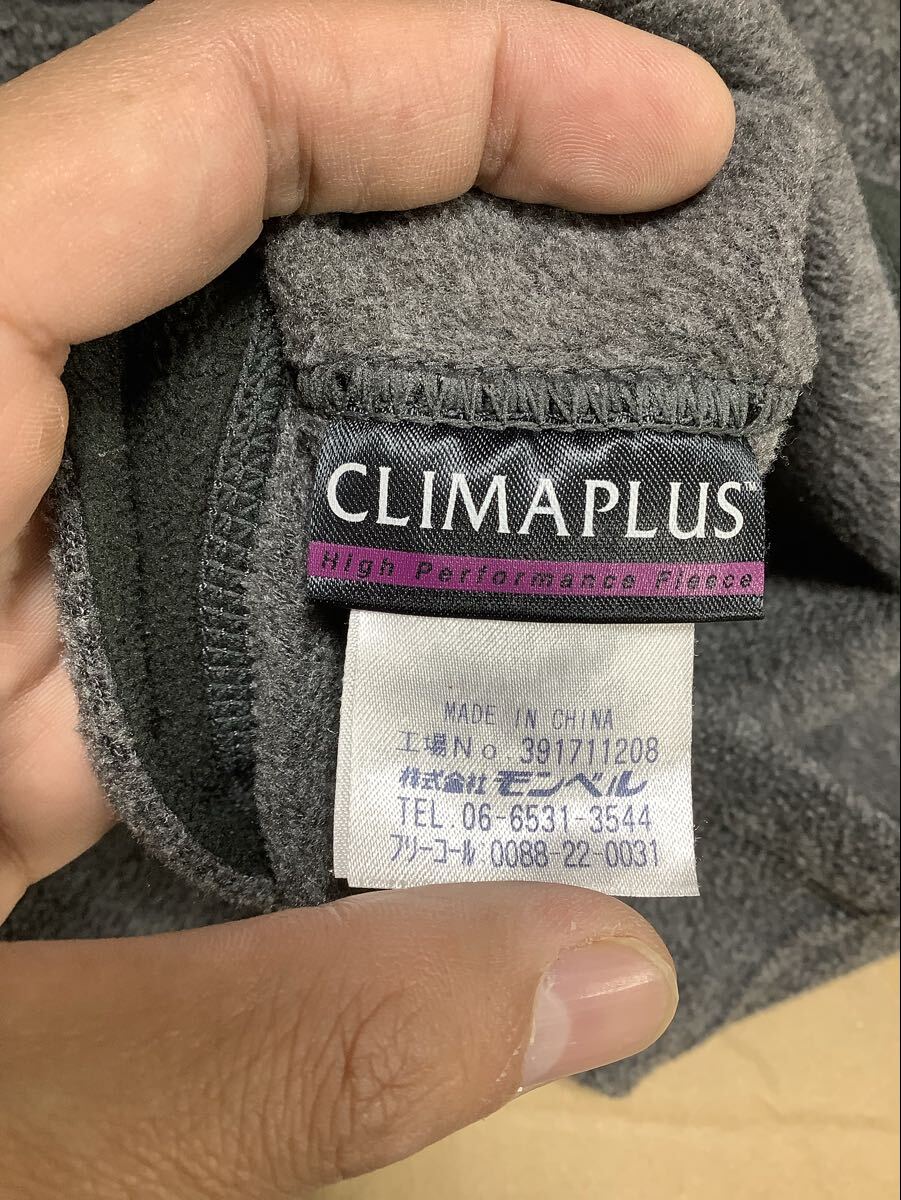 CLIMAPLUS™
High Performance Fleece
MADE IN CHINA
工場No. 391711208
株式会社モンベル
TEL.06-6531-3544
フリーコール 0088-22-0031